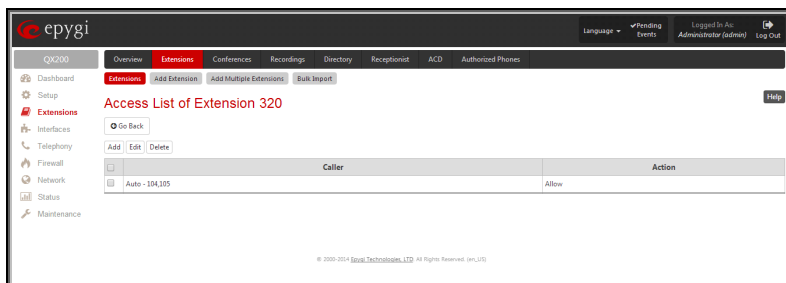 epygi
Language
Pending Events
Logged In As:
Administrator (admin)
Log Out
QX200
Overview Extensions Conferences Recordings Directory Receptionist ACD Authorized Phones
Dashboard
Setup
Extensions
Interfaces
Telephony
Firewall
Network
Status
Maintenance
Extensions Add Extension Add Multiple Extensions Bulk Import
Access List of Extension 320
Help
Go Back
Add Edit Delete
Caller Action
Auto - 104,105 Allow
© 2008-2014 Epygi Technologies, LTD. All Rights Reserved. (en_US)